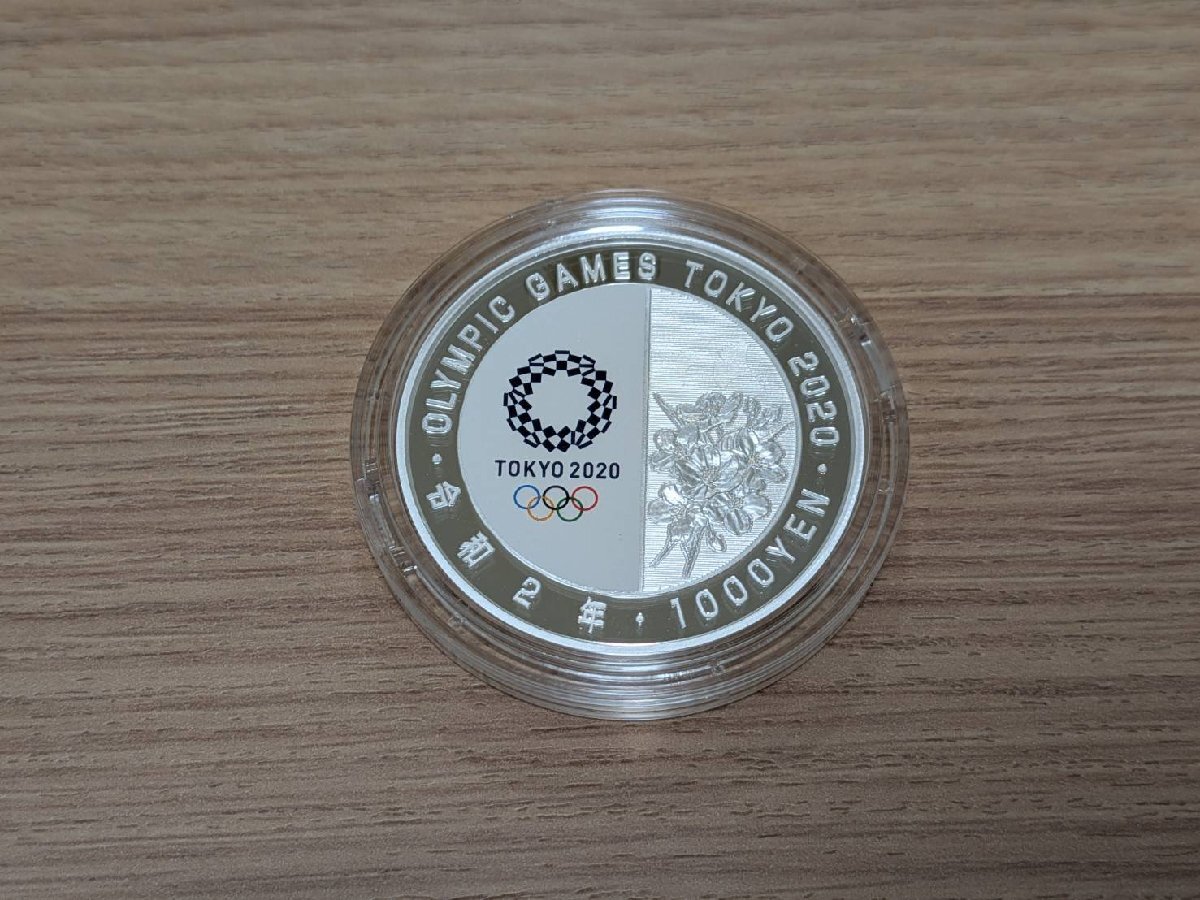 OLYMPIC GAMES TOKYO 2020
TOKYO 2020
令和2年・1000YEN